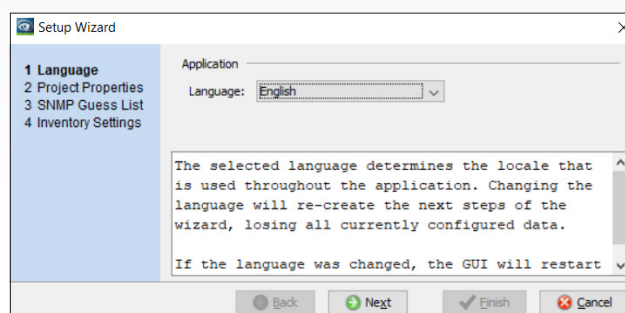 Setup Wizard
1 Language
2 Project Properties
3 SNMP Guess List
4 Inventory Settings
Application
Language: English
The selected language determines the locale that
is used throughout the application. Changing the
language will re-create the next steps of the
wizard, losing all currently configured data.
If the language was changed, the GUI will restart
Back Next Finish Cancel